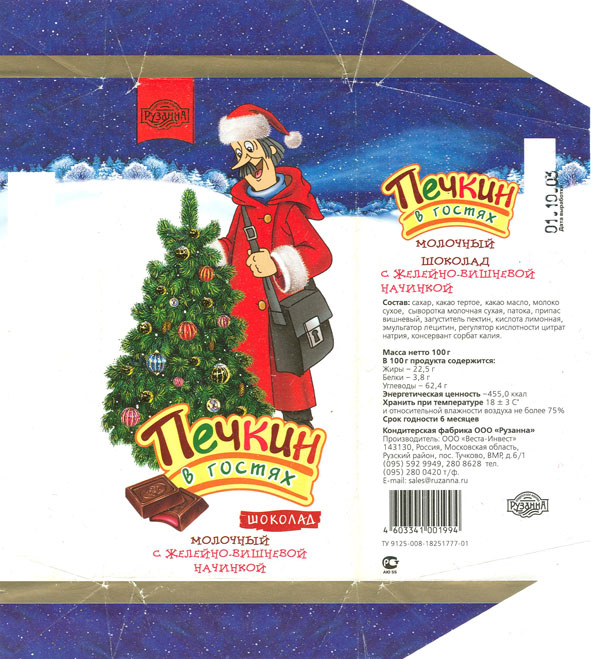 РУЗАННА
Печкин
в гостях
ШОКОЛАД
МОЛОЧНЫЙ
С ЖЕЛЕЙНО-ВИШНЕВОЙ
НАЧИНКОЙ
Печкин
в гостях
МОЛОЧНЫЙ
ШОКОЛАД
С ЖЕЛЕЙНО-ВИШНЕВОЙ
НАЧИНКОЙ
Состав: сахар, какао тертое, какао масло, молоко
сухое, сыворотка молочная сухая, патока, припас
вишневый, загуститель пектин, кислота лимонная,
эмульгатор лецитин, регулятор кислотности цитрат
натрия, консервант сорбат калия.
Масса нетто 100 г
В 100 г продукта содержится:
Жиры – 22,5 г
Белки – 3,8 г
Углеводы – 62,4 г
Энергетическая ценность –455,0 ккал
Хранить при температуре 18 ± 3 С°
и относительной влажности воздуха не более 75%
Срок годности 6 месяцев
Кондитерская фабрика ООО «Рузанна»
Производитель: ООО «Веста-Инвест»
143130, Россия, Московская область,
Рузский район, пос. Тучково, ВМР, д.6/1
(095) 592 9949, 280 8628 тел.
(095) 280 0420 т/ф.
E-mail: sales@ruzanna.ru
4 603341 001994
РУЗАННА
ТУ 9125-008-18251777-01
РС
АЮ 55
01.10.03
Дата выработки